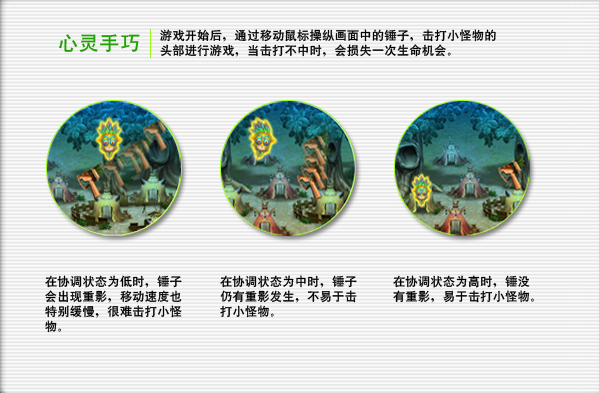 心灵手巧
游戏开始后，通过移动鼠标操纵画面中的锤子，击打小怪物的
头部进行游戏，当击打不中时，会损失一次生命机会。
在协调状态为低时，锤子
会出现重影，移动速度也
特别缓慢，很难击打小怪
物。
在协调状态为中时，锤子
仍有重影发生，不易于击
打小怪物。
在协调状态为高时，锤没
有重影，易于击打小怪物。